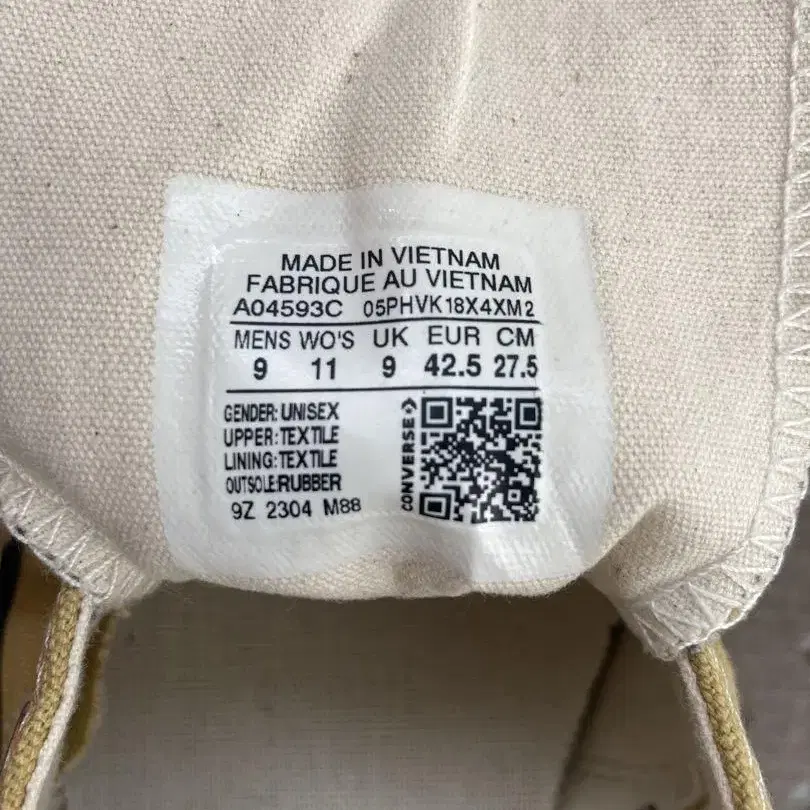 MADE IN VIETNAM
FABRIQUE AU VIETNAM
A04593C 05PHVK18X4XM2
MENS WO'S UK EUR CM
9 11 9 42.5 27.5
GENDER: UNISEX
UPPER: TEXTILE
LINING: TEXTILE
OUTSOLE:RUBBER
9Z 2304 M88
CONVERSE